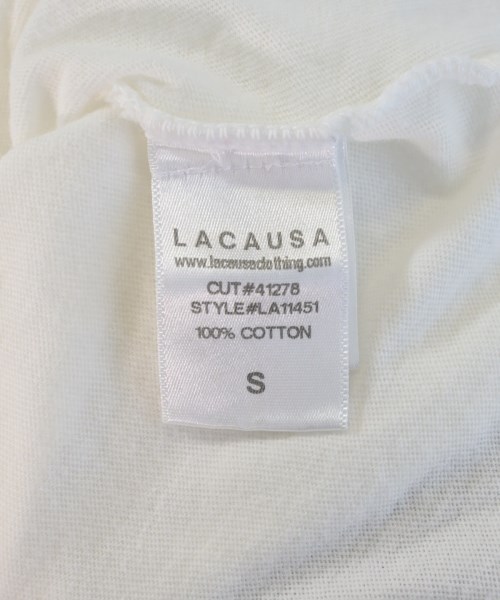 LACAUSA
www.lacausaclothing.com
CUT#41278
STYLE#LA11451
100% COTTON
S